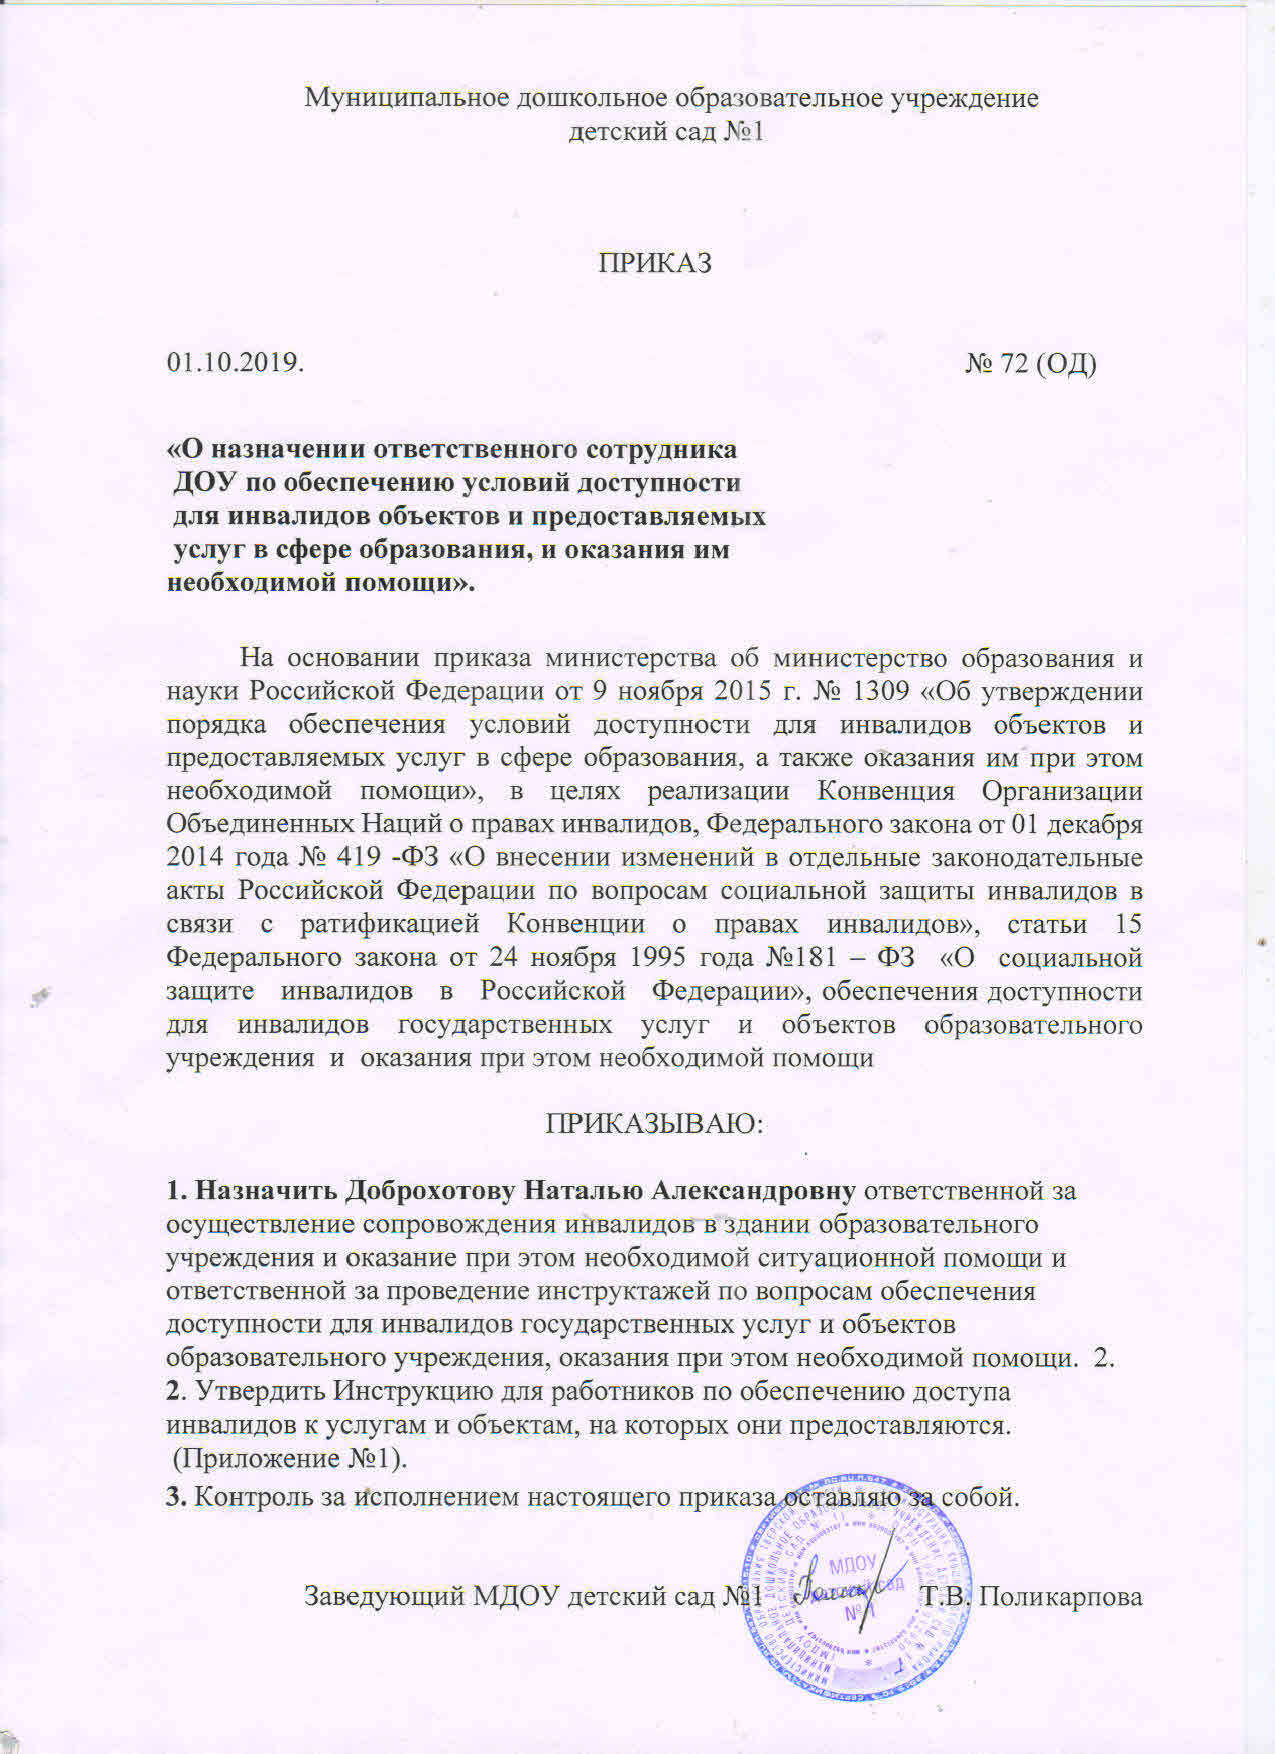 Муниципальное дошкольное образовательное учреждение
детский сад №1
ПРИКАЗ
01.10.2019. № 72 (ОД)
«О назначении ответственного сотрудника
ДОУ по обеспечению условий доступности
для инвалидов объектов и предоставляемых
услуг в сфере образования, и оказания им
необходимой помощи».
На основании приказа министерства об министерство образования и
науки Российской Федерации от 9 ноября 2015 г. № 1309 «Об утверждении
порядка обеспечения условий доступности для инвалидов объектов и
предоставляемых услуг в сфере образования, а также оказания им при этом
необходимой помощи», в целях реализации Конвенция Организации
Объединенных Наций о правах инвалидов, Федерального закона от 01 декабря
2014 года № 419 -ФЗ «О внесении изменений в отдельные законодательные
акты Российской Федерации по вопросам социальной защиты инвалидов в
связи с ратификацией Конвенции о правах инвалидов», статьи 15
Федерального закона от 24 ноября 1995 года №181 – ФЗ «О социальной
защите инвалидов в Российской Федерации», обеспечения доступности
для инвалидов государственных услуг и объектов образовательного
учреждения и оказания при этом необходимой помощи
ПРИКАЗЫВАЮ:
1. Назначить Доброхотову Наталью Александровну ответственной за
осуществление сопровождения инвалидов в здании образовательного
учреждения и оказание при этом необходимой ситуационной помощи и
ответственной за проведение инструктажей по вопросам обеспечения
доступности для инвалидов государственных услуг и объектов
образовательного учреждения, оказания при этом необходимой помощи. 2.
2. Утвердить Инструкцию для работников по обеспечению доступа
инвалидов к услугам и объектам, на которых они предоставляются.
(Приложение №1).
3. Контроль за исполнением настоящего приказа оставляю за собой.
Заведующий МДОУ детский сад №1 Т.В. Поликарпова
МДОУ
детский сад
№ 1